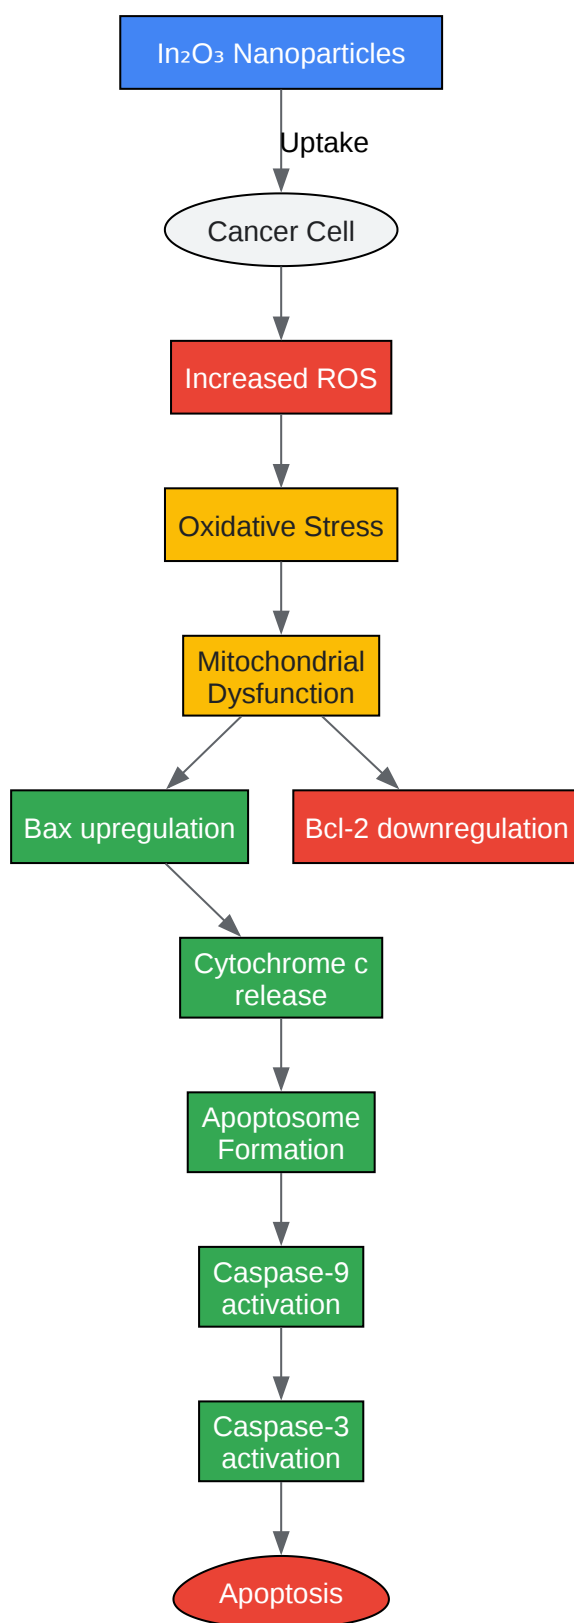 In₂O₃ Nanoparticles
Uptake
Cancer Cell
Increased ROS
Oxidative Stress
Mitochondrial
Dysfunction
Bax upregulation
Bcl-2 downregulation
Cytochrome c
release
Apoptosome
Formation
Caspase-9
activation
Caspase-3
activation
Apoptosis